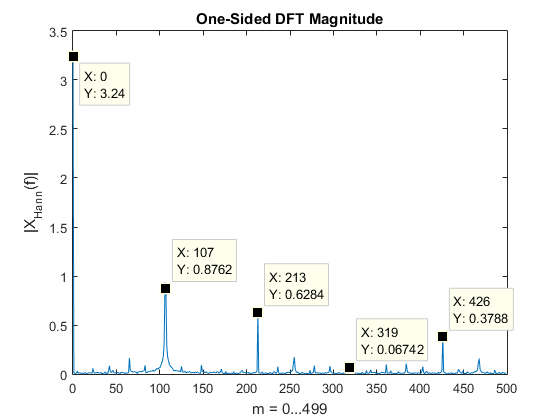 One-Sided DFT Magnitude
3.5
3
2.5
2
1.5
1
0.5
0
|X_Hann(f)|
X: 0
Y: 3.24
X: 107
Y: 0.8762
X: 213
Y: 0.6284
X: 319
Y: 0.06742
X: 426
Y: 0.3788
0 50 100 150 200 250 300 350 400 450 500
m = 0...499